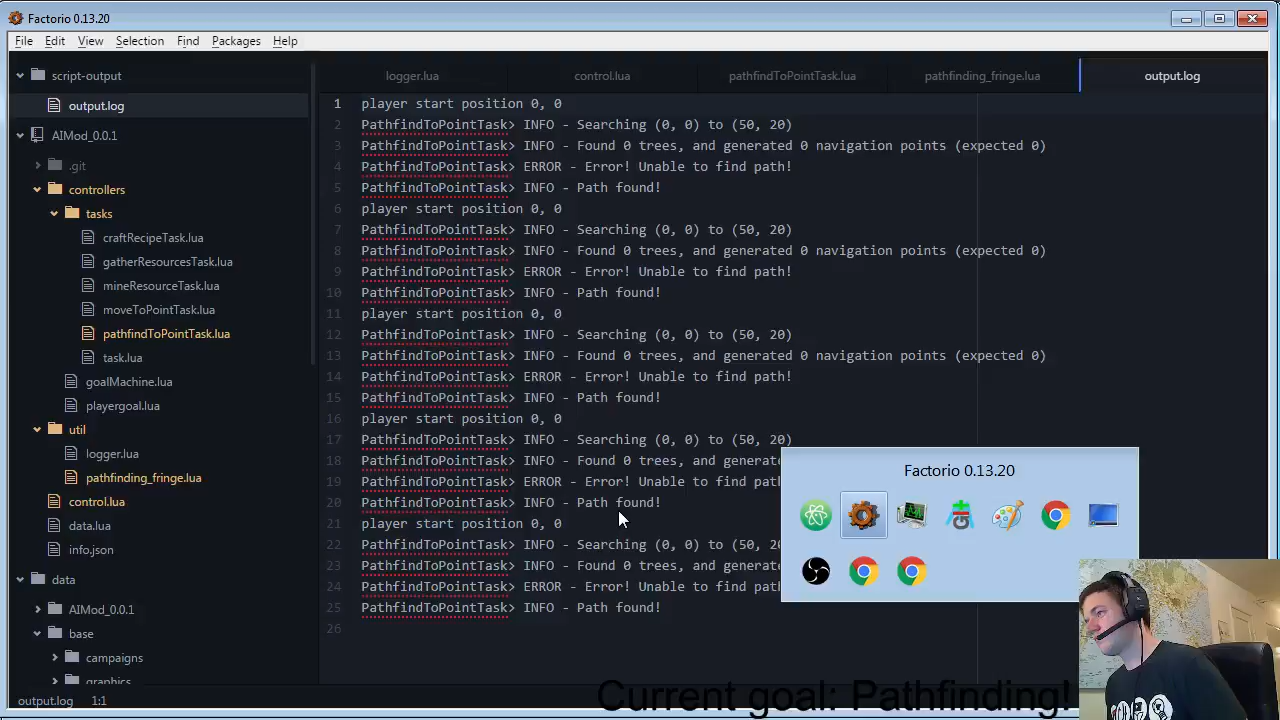 Factorio 0.13.20
File Edit View Selection Find Packages Help
script-output
output.log
AIMod_0.0.1
.git
controllers
tasks
craftRecipeTask.lua
gatherResourcesTask.lua
mineResourceTask.lua
moveToPointTask.lua
pathfindToPointTask.lua
task.lua
goalMachine.lua
playergoal.lua
util
logger.lua
pathfinding_fringe.lua
control.lua
data.lua
info.json
data
AIMod_0.0.1
base
campaigns
graphics
logger.lua control.lua pathfindToPointTask.lua pathfinding_fringe.lua output.log
1 player start position 0, 0
2 PathfindToPointTask> INFO - Searching (0, 0) to (50, 20)
3 PathfindToPointTask> INFO - Found 0 trees, and generated 0 navigation points (expected 0)
4 PathfindToPointTask> ERROR - Error! Unable to find path!
5 PathfindToPointTask> INFO - Path found!
6 player start position 0, 0
7 PathfindToPointTask> INFO - Searching (0, 0) to (50, 20)
8 PathfindToPointTask> INFO - Found 0 trees, and generated 0 navigation points (expected 0)
9 PathfindToPointTask> ERROR - Error! Unable to find path!
10 PathfindToPointTask> INFO - Path found!
11 player start position 0, 0
12 PathfindToPointTask> INFO - Searching (0, 0) to (50, 20)
13 PathfindToPointTask> INFO - Found 0 trees, and generated 0 navigation points (expected 0)
14 PathfindToPointTask> ERROR - Error! Unable to find path!
15 PathfindToPointTask> INFO - Path found!
16 player start position 0, 0
17 PathfindToPointTask> INFO - Searching (0, 0) to (50, 20)
18 PathfindToPointTask> INFO - Found 0 trees, and generate
19 PathfindToPointTask> ERROR - Error! Unable to find path
20 PathfindToPointTask> INFO - Path found!
21 player start position 0, 0
22 PathfindToPointTask> INFO - Searching (0, 0) to (50, 2
23 PathfindToPointTask> INFO - Found 0 trees, and generate
24 PathfindToPointTask> ERROR - Error! Unable to find path
25 PathfindToPointTask> INFO - Path found!
26
Factorio 0.13.20
Current goal: Pathfinding!
output.log 1:1